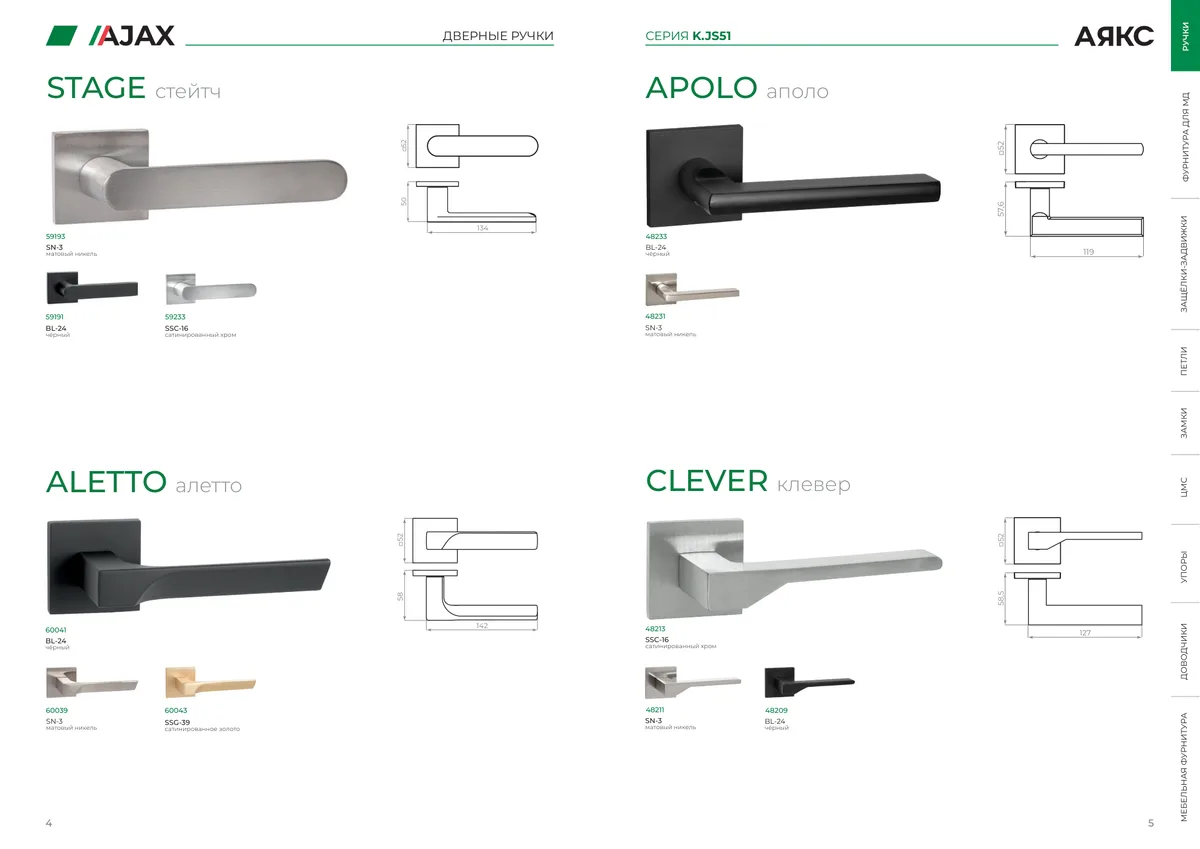 AJAX
ДВЕРНЫЕ РУЧКИ
STAGE стейтч
□52
50
134
59193
SN-3
матовый никель
59191
BL-24
чёрный
59233
SSC-16
сатинированный хром
ALETTO алетто
□52
58
142
60041
BL-24
чёрный
60039
SN-3
матовый никель
60043
SSG-39
сатинированное золото
4
СЕРИЯ K.JS51
АЯКС
APOLO аполо
□52
57,6
119
48233
BL-24
чёрный
48231
SN-3
матовый никель
CLEVER клевер
□52
58,5
127
48213
SSC-16
сатинированный хром
48211
SN-3
матовый никель
48209
BL-24
чёрный
5
РУЧКИ
ФУРНИТУРА ДЛЯ МД
ЗАЩЁЛКИ-ЗАДВИЖКИ
ПЕТЛИ
ЗАМКИ
ЦМС
УПОРЫ
ДОВОДЧИКИ
МЕБЕЛЬНАЯ ФУРНИТУРА